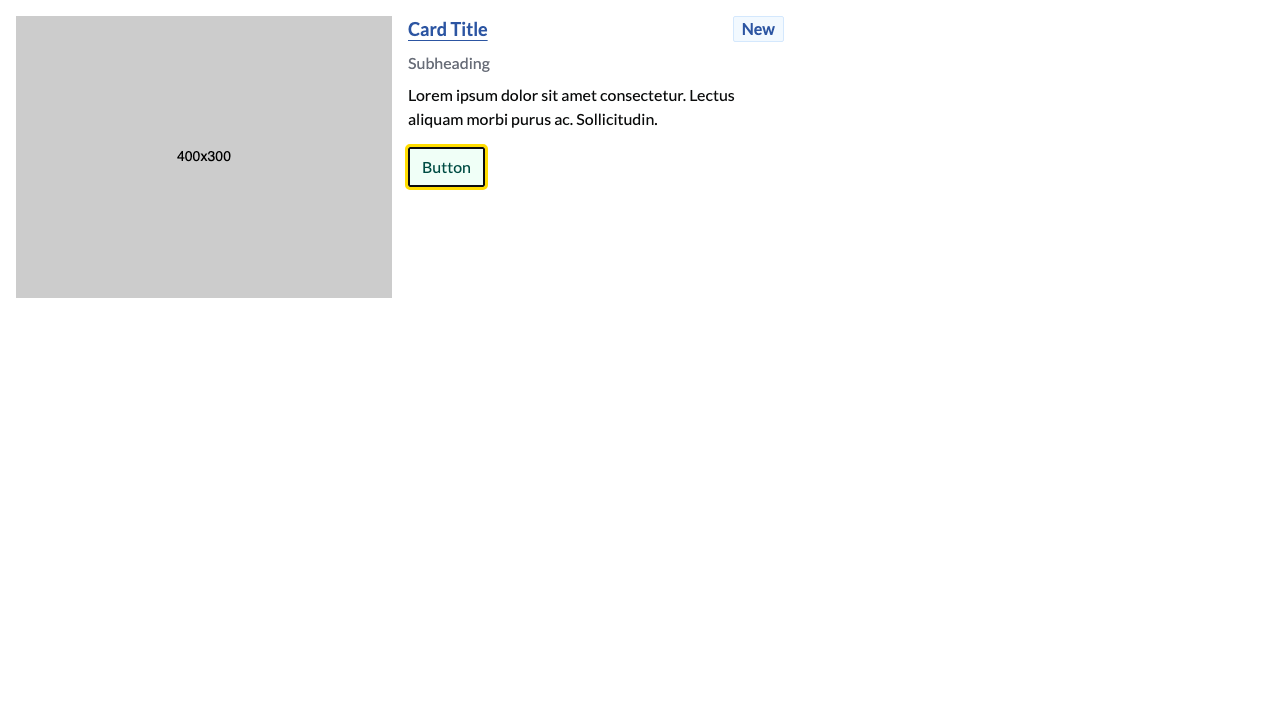 400x300
Card Title
New
Subheading
Lorem ipsum dolor sit amet consectetur. Lectus
aliquam morbi purus ac. Sollicitudin.
Button